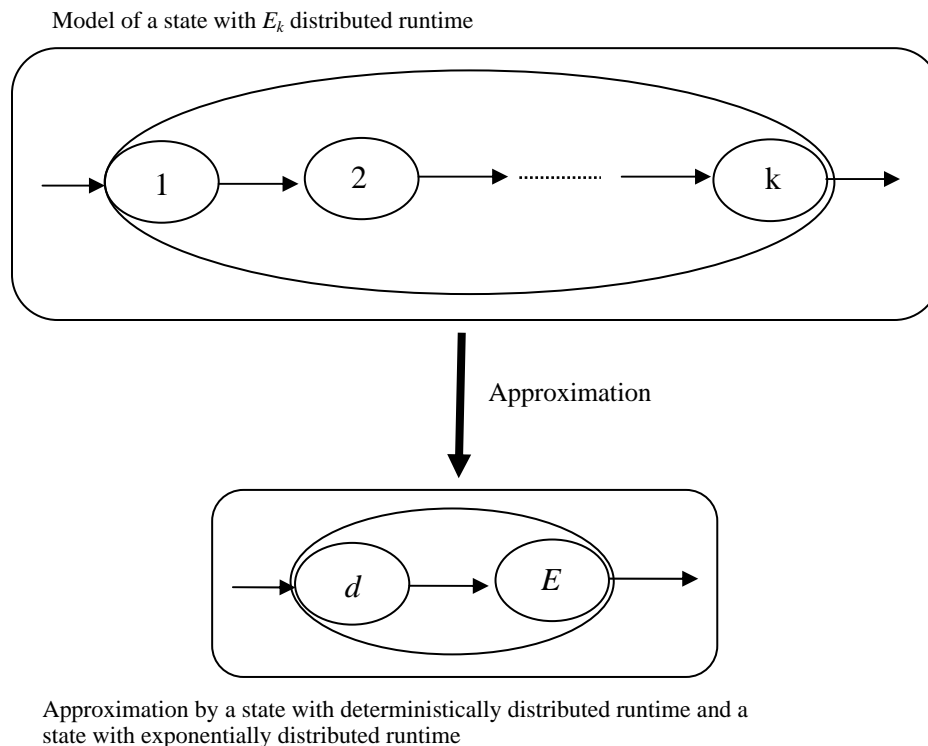 Model of a state with Eₖ distributed runtime
1 2 k
Approximation
d E
Approximation by a state with deterministically distributed runtime and a
state with exponentially distributed runtime